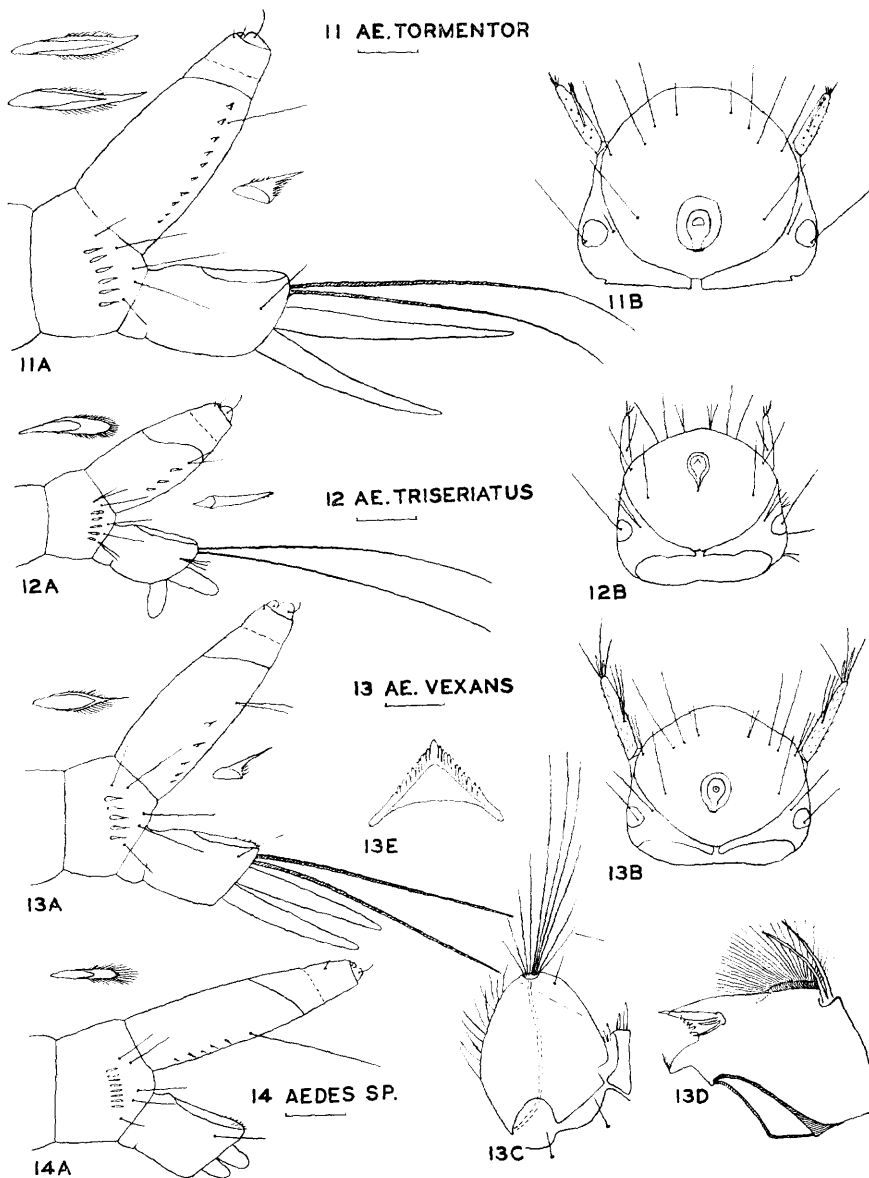 11 AE. TORMENTOR
11A
11B
12 AE. TRISERIATUS
12A
12B
13 AE. VEXANS
13E
13A
13B
14 AEDES SP.
13C
13D
14A